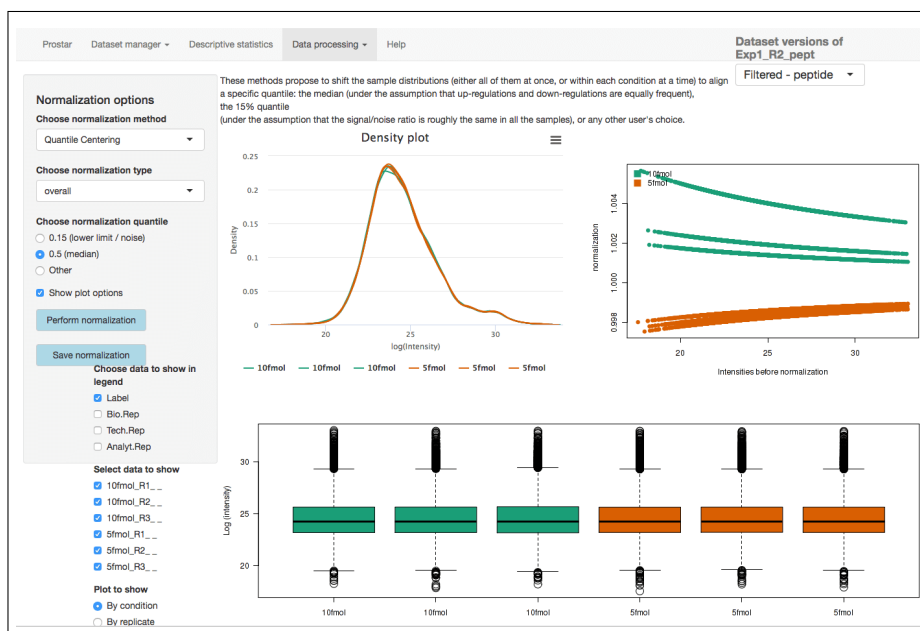 Prostar Dataset manager Descriptive statistics Data processing Help
Dataset versions of
Exp1_R2_pept
Filtered - peptide
Normalization options
Choose normalization method
Quantile Centering
Choose normalization type
overall
Choose normalization quantile
0.15 (lower limit / noise)
0.5 (median)
Other
Show plot options
Perform normalization
Save normalization
Choose data to show in
legend
Label
Bio.Rep
Tech.Rep
Analyt.Rep
Select data to show
10fmol_R1_ _
10fmol_R2_ _
10fmol_R3_ _
5fmol_R1_ _
5fmol_R2_ _
5fmol_R3_ _
Plot to show
By condition
By replicate
These methods propose to shift the sample distributions (either all of them at once, or within each condition at a time) to align
a specific quantile: the median (under the assumption that up-regulations and down-regulations are equally frequent),
the 15% quantile
(under the assumption that the signal/noise ratio is roughly the same in all the samples), or any other user's choice.
Density plot
0.25
0.2
0.15
0.1
0.05
0
Density
20 25 30
log(Intensity)
10fmol 10fmol 10fmol 5fmol 5fmol 5fmol
10fmol
5fmol
1.004
1.002
1.000
0.998
normalization
20 25 30
Intensities before normalization
30
25
20
Log (intensity)
10fmol 10fmol 10fmol 5fmol 5fmol 5fmol